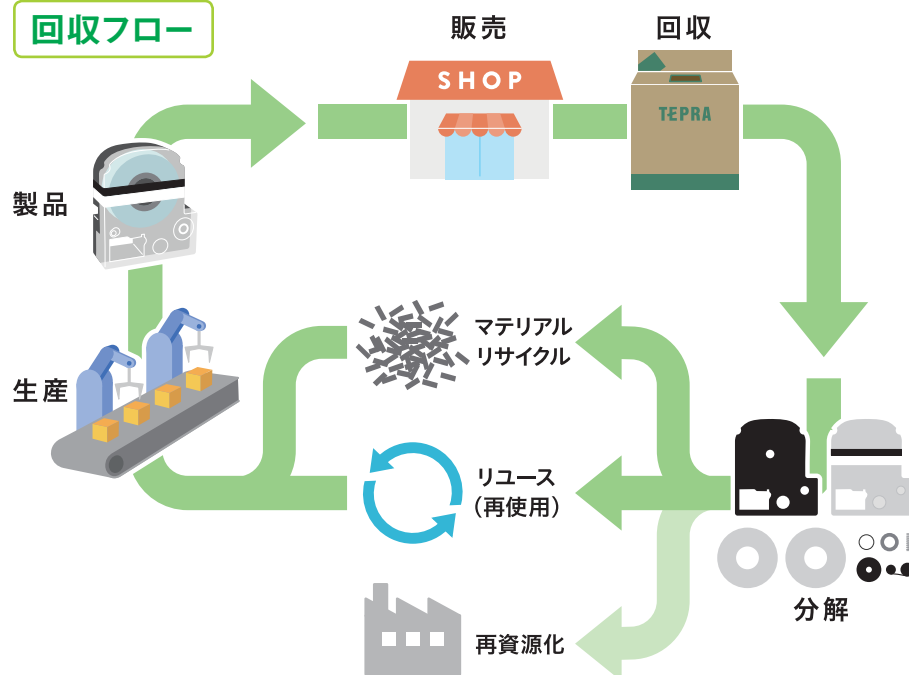 回収フロー
販売
回収
SHOP
TEPRA
製品
マテリアル
リサイクル
生産
リユース
（再使用）
分解
再資源化